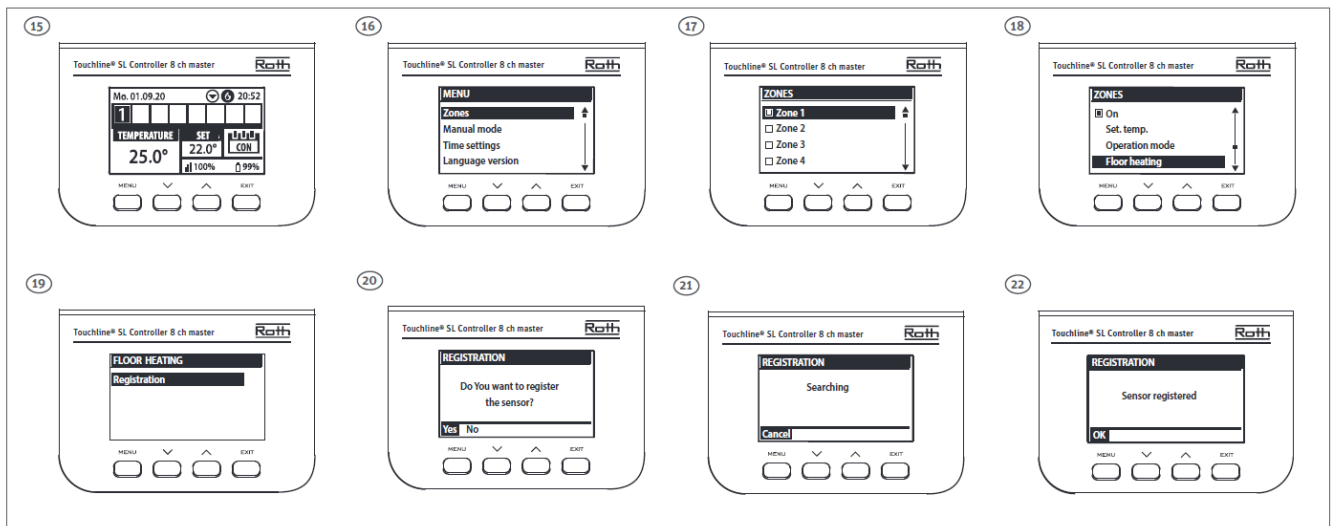 15
Touchline® SL Controller 8 ch master Roth
Mo. 01.09.20 20:52
1
TEMPERATURE SET
25.0° 22.0° CON
100% 99%
MENU EXIT
16
Touchline® SL Controller 8 ch master Roth
MENU
Zones
Manual mode
Time settings
Language version
MENU EXIT
17
Touchline® SL Controller 8 ch master Roth
ZONES
Zone 1
Zone 2
Zone 3
Zone 4
MENU EXIT
18
Touchline® SL Controller 8 ch master Roth
ZONES
On
Set. temp.
Operation mode
Floor heating
MENU EXIT
19
Touchline® SL Controller 8 ch master Roth
FLOOR HEATING
Registration
MENU EXIT
20
Touchline® SL Controller 8 ch master Roth
REGISTRATION
Do You want to register
the sensor?
Yes No
MENU EXIT
21
Touchline® SL Controller 8 ch master Roth
REGISTRATION
Searching
Cancel
MENU EXIT
22
Touchline® SL Controller 8 ch master Roth
REGISTRATION
Sensor registered
OK
MENU EXIT